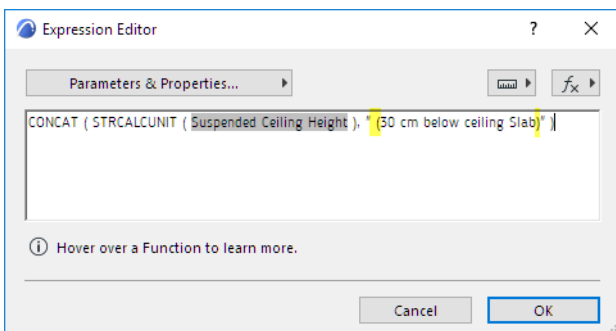 Expression Editor ?
Parameters & Properties... fx
CONCAT ( STRCALCUNIT ( Suspended Ceiling Height ), " (30 cm below ceiling Slab)" )
Hover over a Function to learn more.
Cancel OK